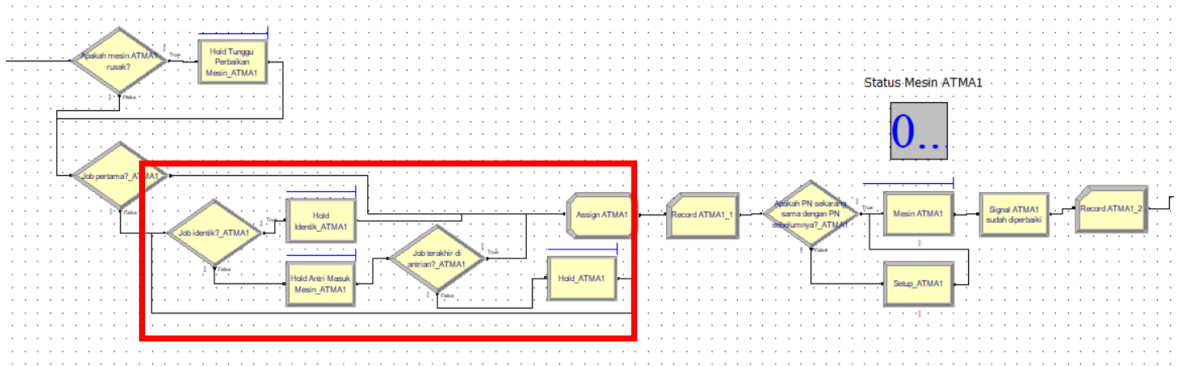 Apakah mesin ATMA1
rusak?
True
False
Hold Tunggu
Perbaikan
Mesin_ATMA1
Status Mesin ATMA1
0...
Job pertama?_ATMA1
False
Job identik?_ATMA1
True
False
Hold
Identik_ATMA1
Hold Antri Masuk
Mesin_ATMA1
Job terakhir di
antrian?_ATMA1
True
False
Hold_ATMA1
Assign ATMA1
Record ATMA1_1
Apakah PN sekarang
sama dengan PN
sebelumnya?_ATMA1
True
False
Mesin ATMA1
Setup_ATMA1
Signal ATMA1
sudah diperbaiki
Record ATMA1_2